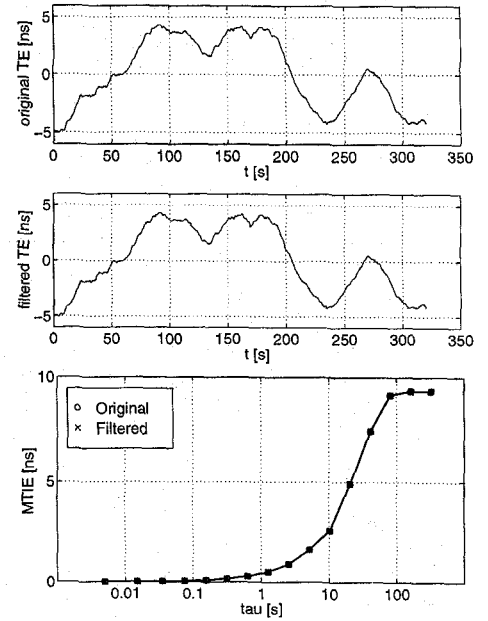 5
0
-5
original TE [ns]
0 50 100 150 200 250 300 350
t [s]
5
0
-5
filtered TE [ns]
0 50 100 150 200 250 300 350
t [s]
10
5
0
MTIE [ns]
Original
Filtered
0.01 0.1 1 10 100
tau [s]